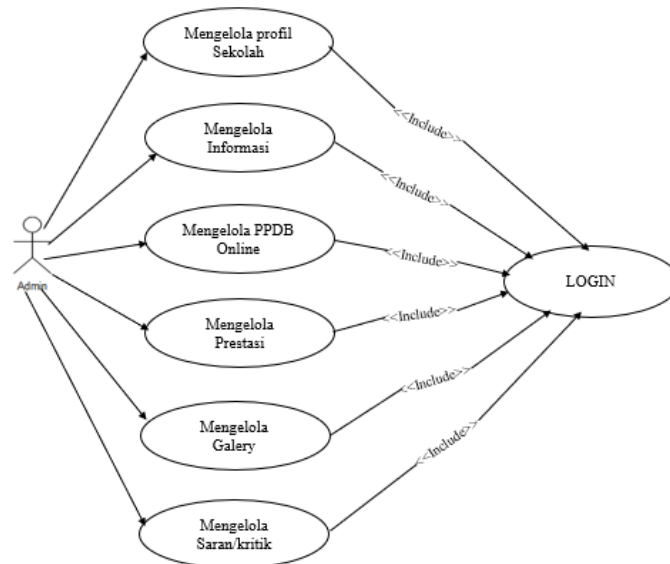 Mengelola profil
Sekolah
<<Include>>
Mengelola
Informasi
<<Include>>
Mengelola PPDB
Online
<<Include>>
Admin
LOGIN
Mengelola
Prestasi
<<Include>>
<<Include>>
Mengelola
Galery
<<Include>>
Mengelola
Saran/kritik